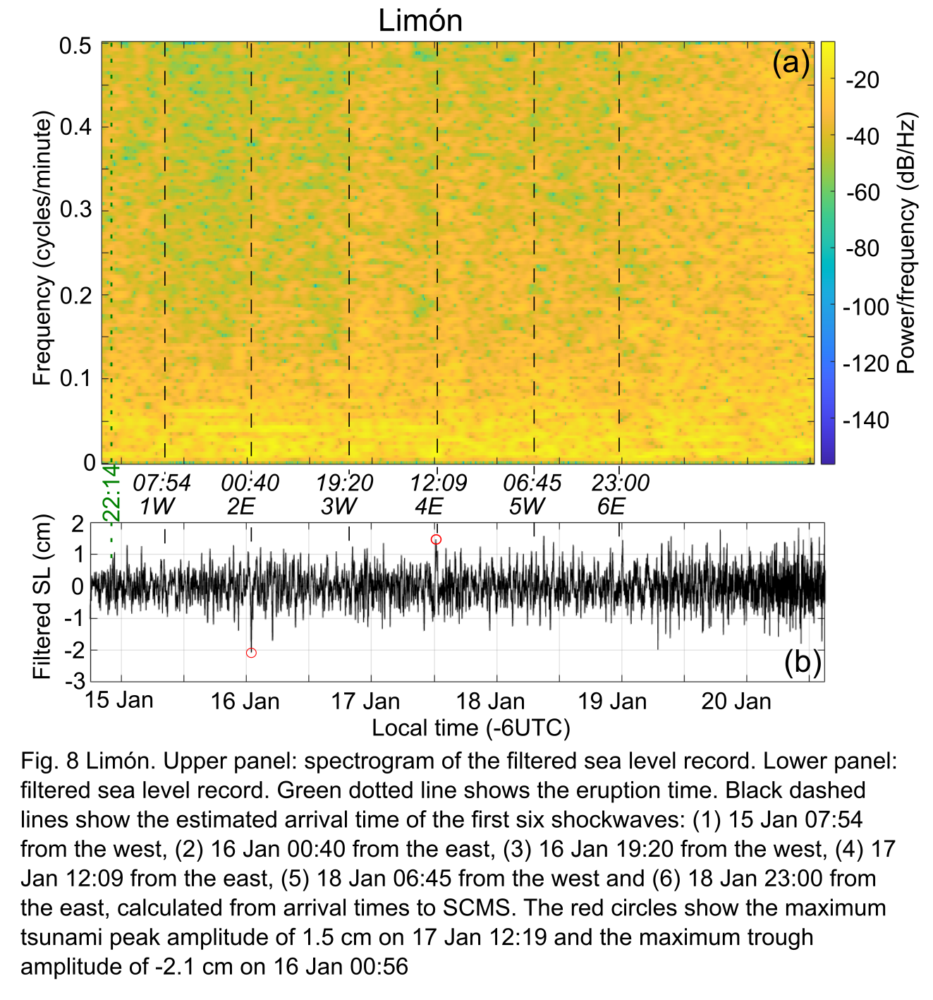 Limón
(a)
0.5
0.4
0.3
0.2
0.1
0
Frequency (cycles/minute)
-20
-40
-60
-80
-100
-120
-140
Power/frequency (dB/Hz)
22:14
07:54 00:40 19:20 12:09 06:45 23:00
1W 2E 3W 4E 5W 6E
2
1
0
-1
-2
-3
Filtered SL (cm)
(b)
15 Jan 16 Jan 17 Jan 18 Jan 19 Jan 20 Jan
Local time (-6UTC)
Fig. 8 Limón. Upper panel: spectrogram of the filtered sea level record. Lower panel:
filtered sea level record. Green dotted line shows the eruption time. Black dashed
lines show the estimated arrival time of the first six shockwaves: (1) 15 Jan 07:54
from the west, (2) 16 Jan 00:40 from the east, (3) 16 Jan 19:20 from the west, (4) 17
Jan 12:09 from the east, (5) 18 Jan 06:45 from the west and (6) 18 Jan 23:00 from
the east, calculated from arrival times to SCMS. The red circles show the maximum
tsunami peak amplitude of 1.5 cm on 17 Jan 12:19 and the maximum trough
amplitude of -2.1 cm on 16 Jan 00:56